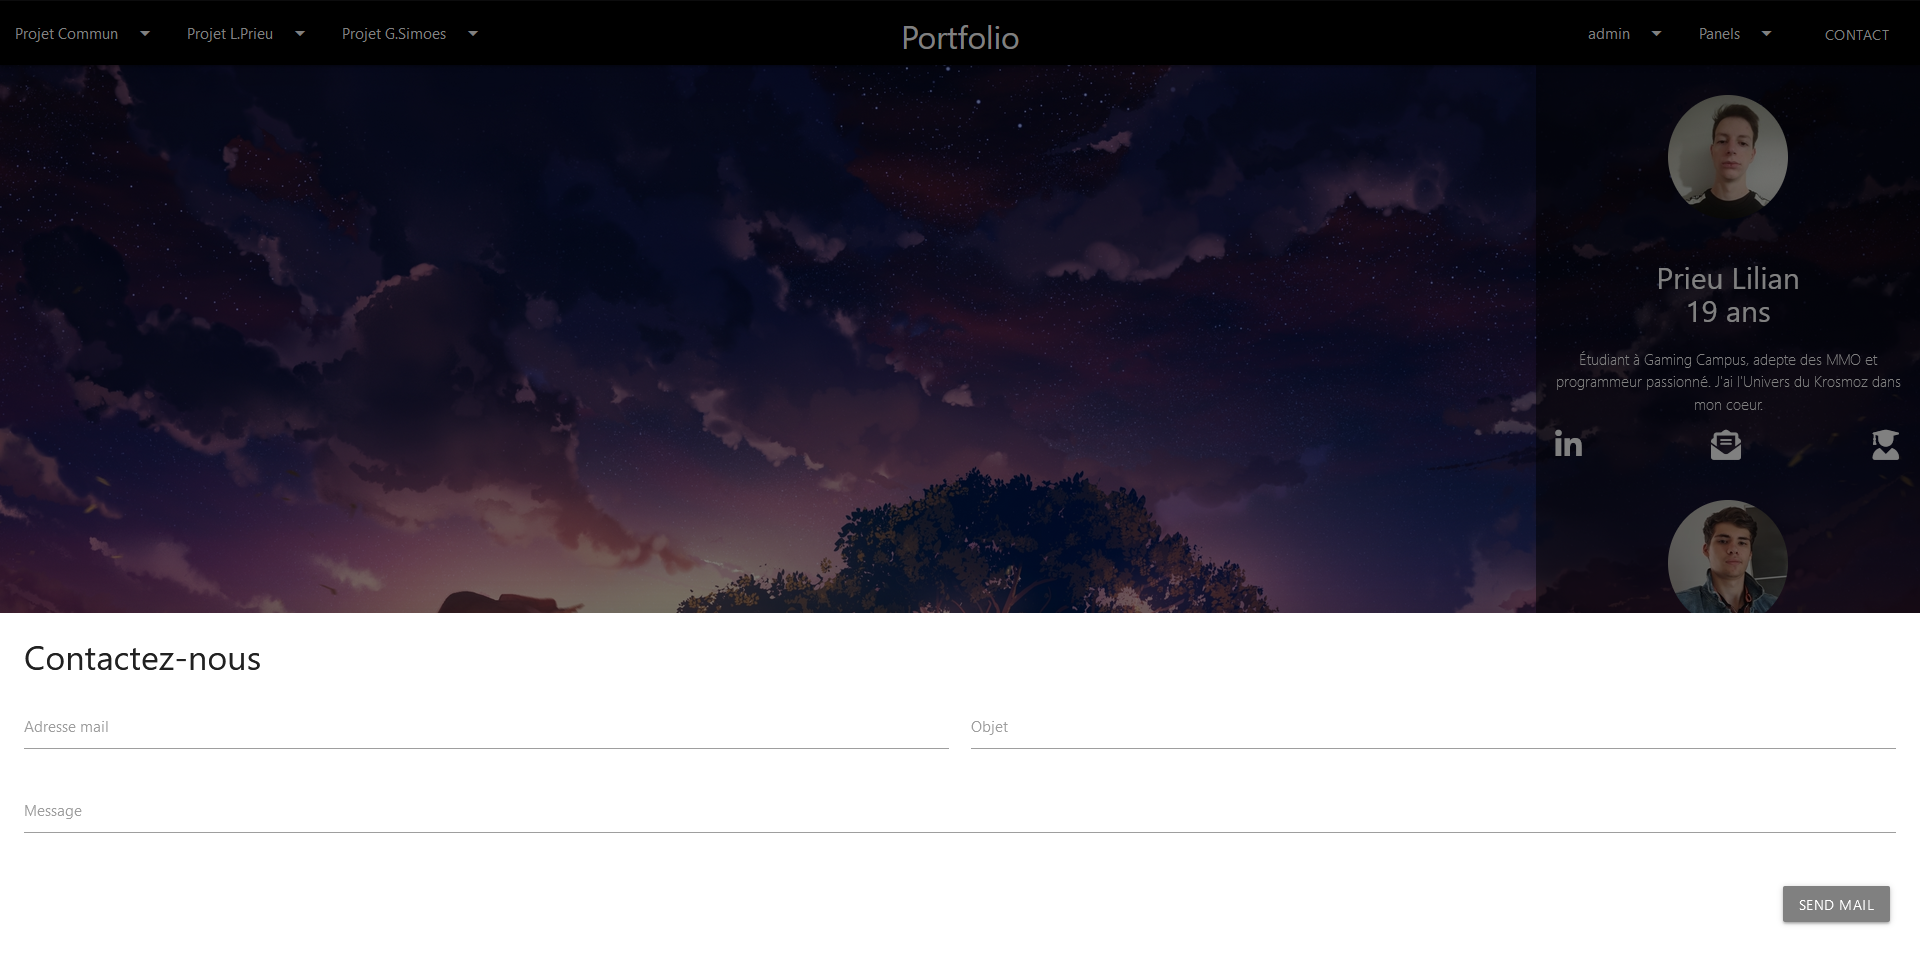 Projet Commun
Projet L.Prieu
Projet G.Simoes
Portfolio
admin
Panels
CONTACT
Prieu Lilian
19 ans
Étudiant à Gaming Campus, adepte des MMO et
programmeur passionné. J'ai l'Univers du Krosmoz dans
mon coeur.
in
Contactez-nous
Adresse mail
Objet
Message
SEND MAIL